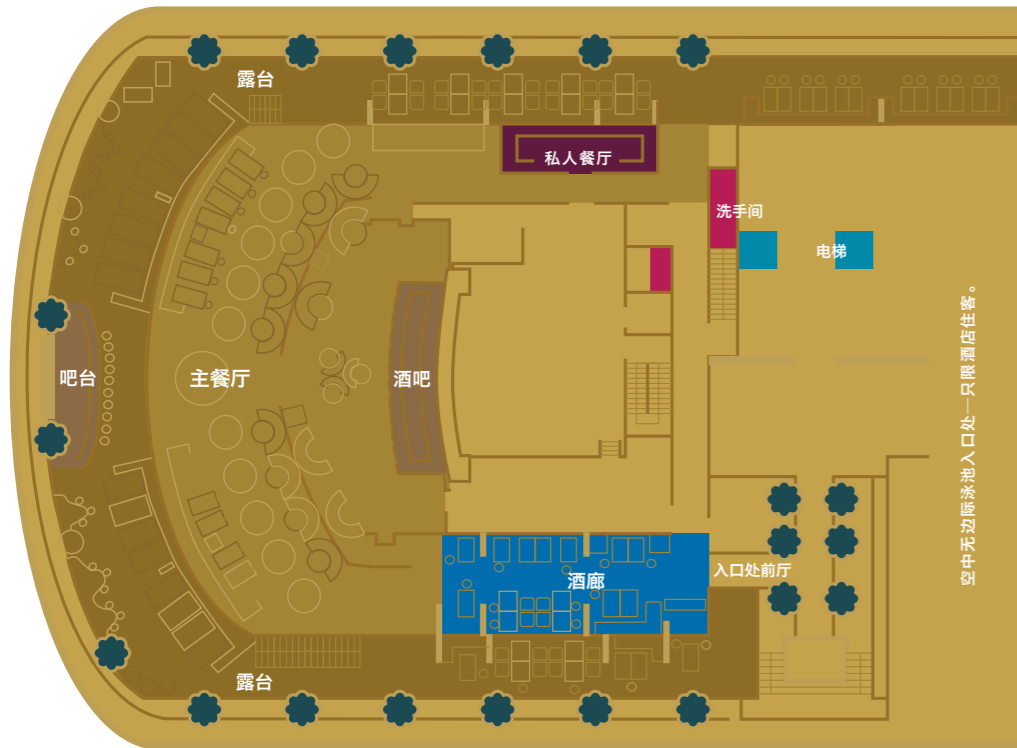 露台
私人餐厅
洗手间
电梯
空中无边际泳池入口处—只限酒店住客。
吧台
主餐厅
酒吧
酒廊
入口处前厅
露台